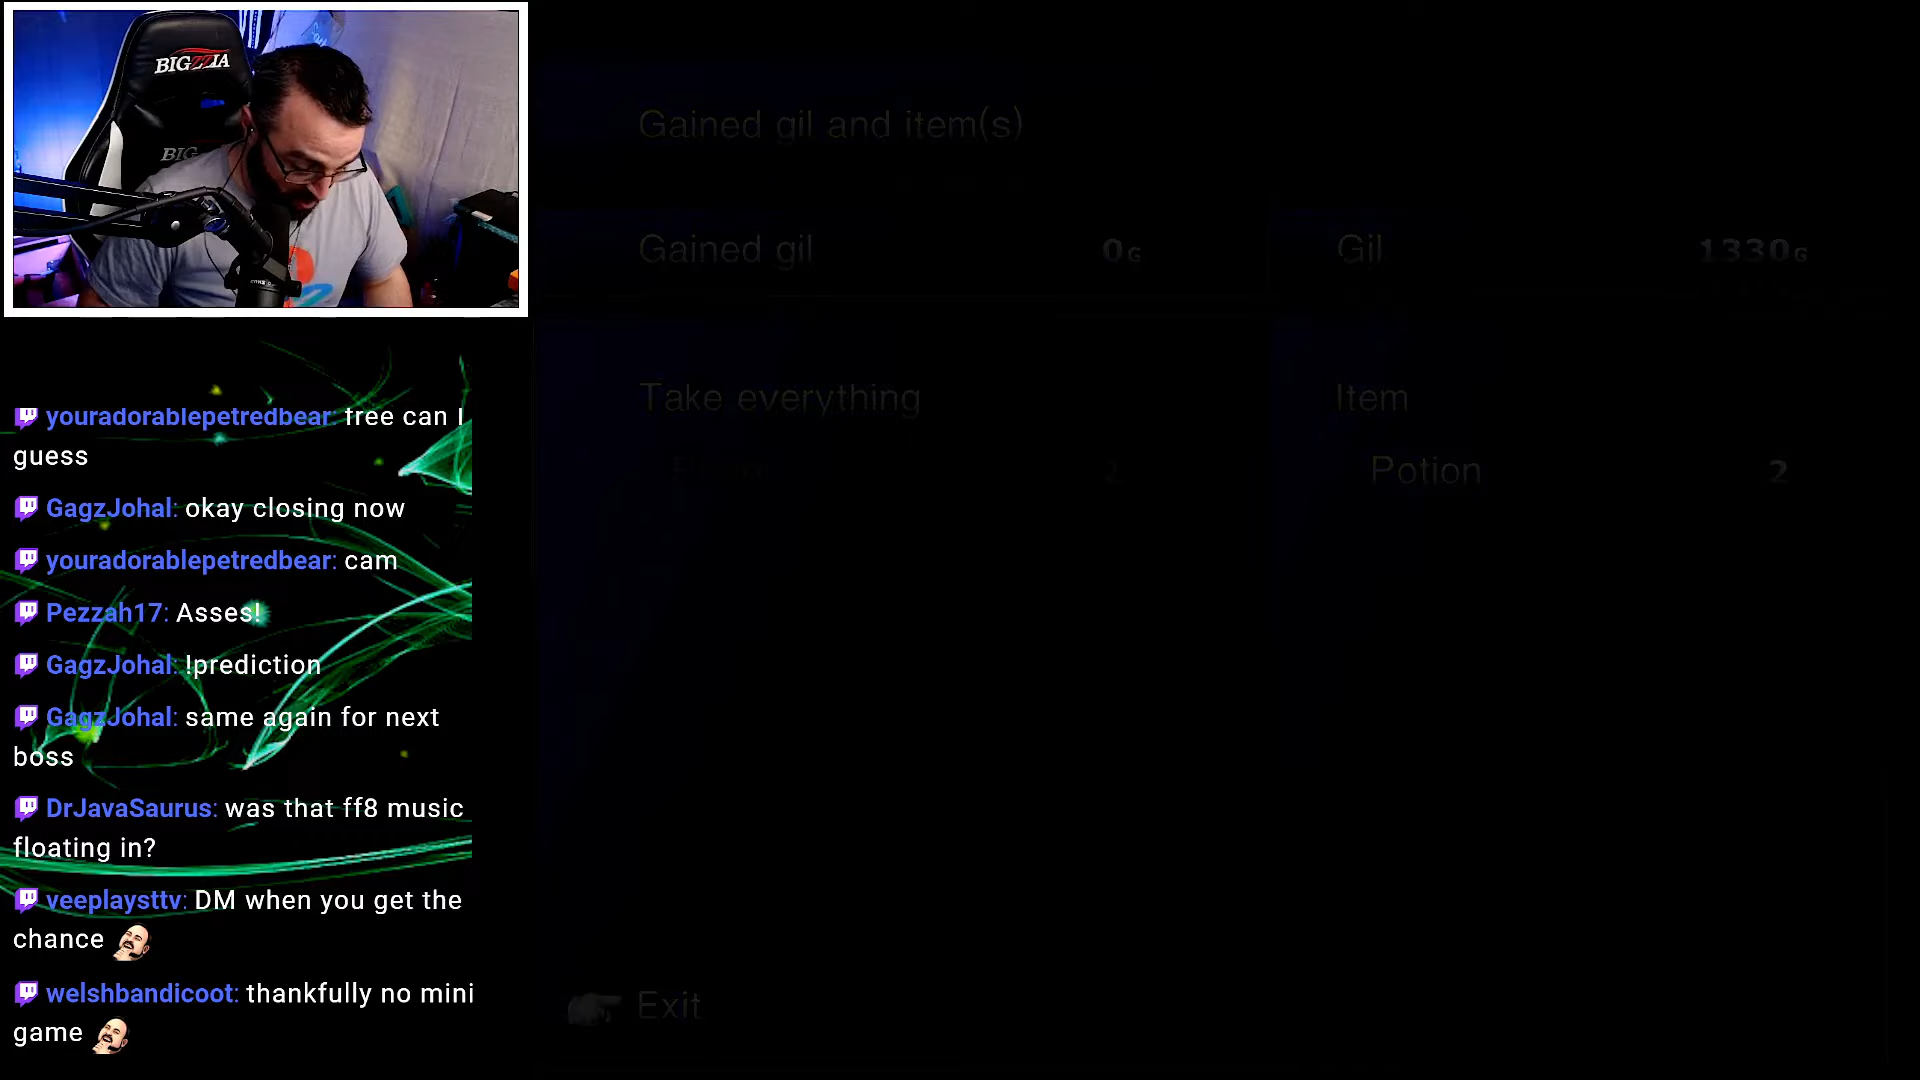 BIGZZIA
BIG
Gained gil and item(s)
Gained gil 0G Gil 1330G
Take everything Item
2 Potion 2
Exit
youradorablepetredbear: free can I
guess
GagzJohal: okay closing now
youradorablepetredbear: cam
Pezzah17: Asses!
GagzJohal: !prediction
GagzJohal: same again for next
boss
DrJavaSaurus: was that ff8 music
floating in?
veeplaysttv: DM when you get the
chance
welshbandicoot: thankfully no mini
game